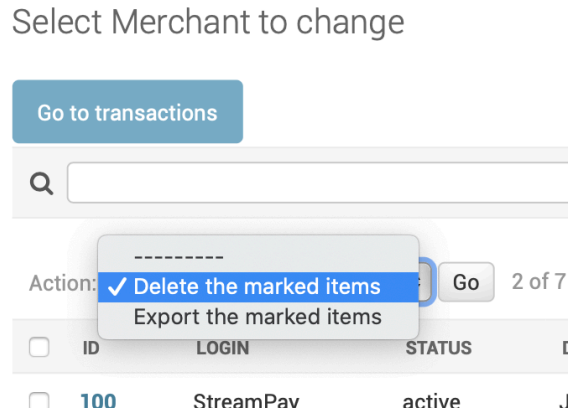 Select Merchant to change
Go to transactions
---------
Action: ✓ Delete the marked items Go 2 of 7
Export the marked items
ID LOGIN STATUS
100 StreamPay active